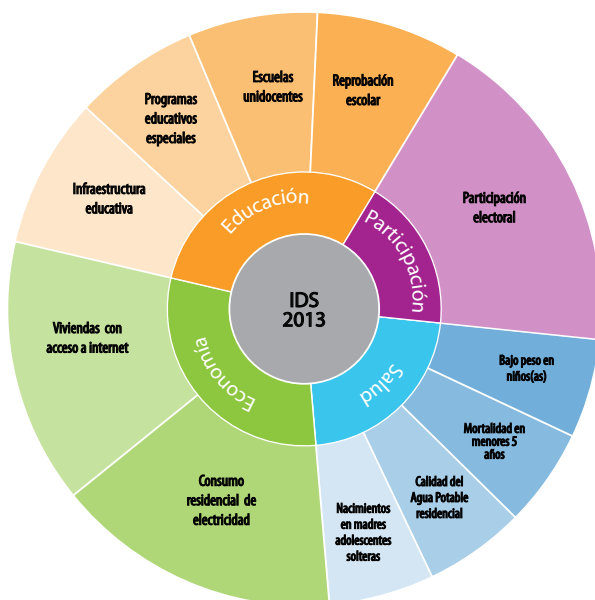 IDS
2013
Educación
Participación
Salud
Economía
Escuelas
unidocentes
Reprobación
escolar
Participación
electoral
Bajo peso en
niños(as)
Mortalidad en
menores 5
años
Calidad del
Agua Potable
residencial
Nacimientos
en madres
adolescentes
solteras
Consumo
residencial de
electricidad
Viviendas con
acceso a internet
Infraestructura
educativa
Programas
educativos
especiales